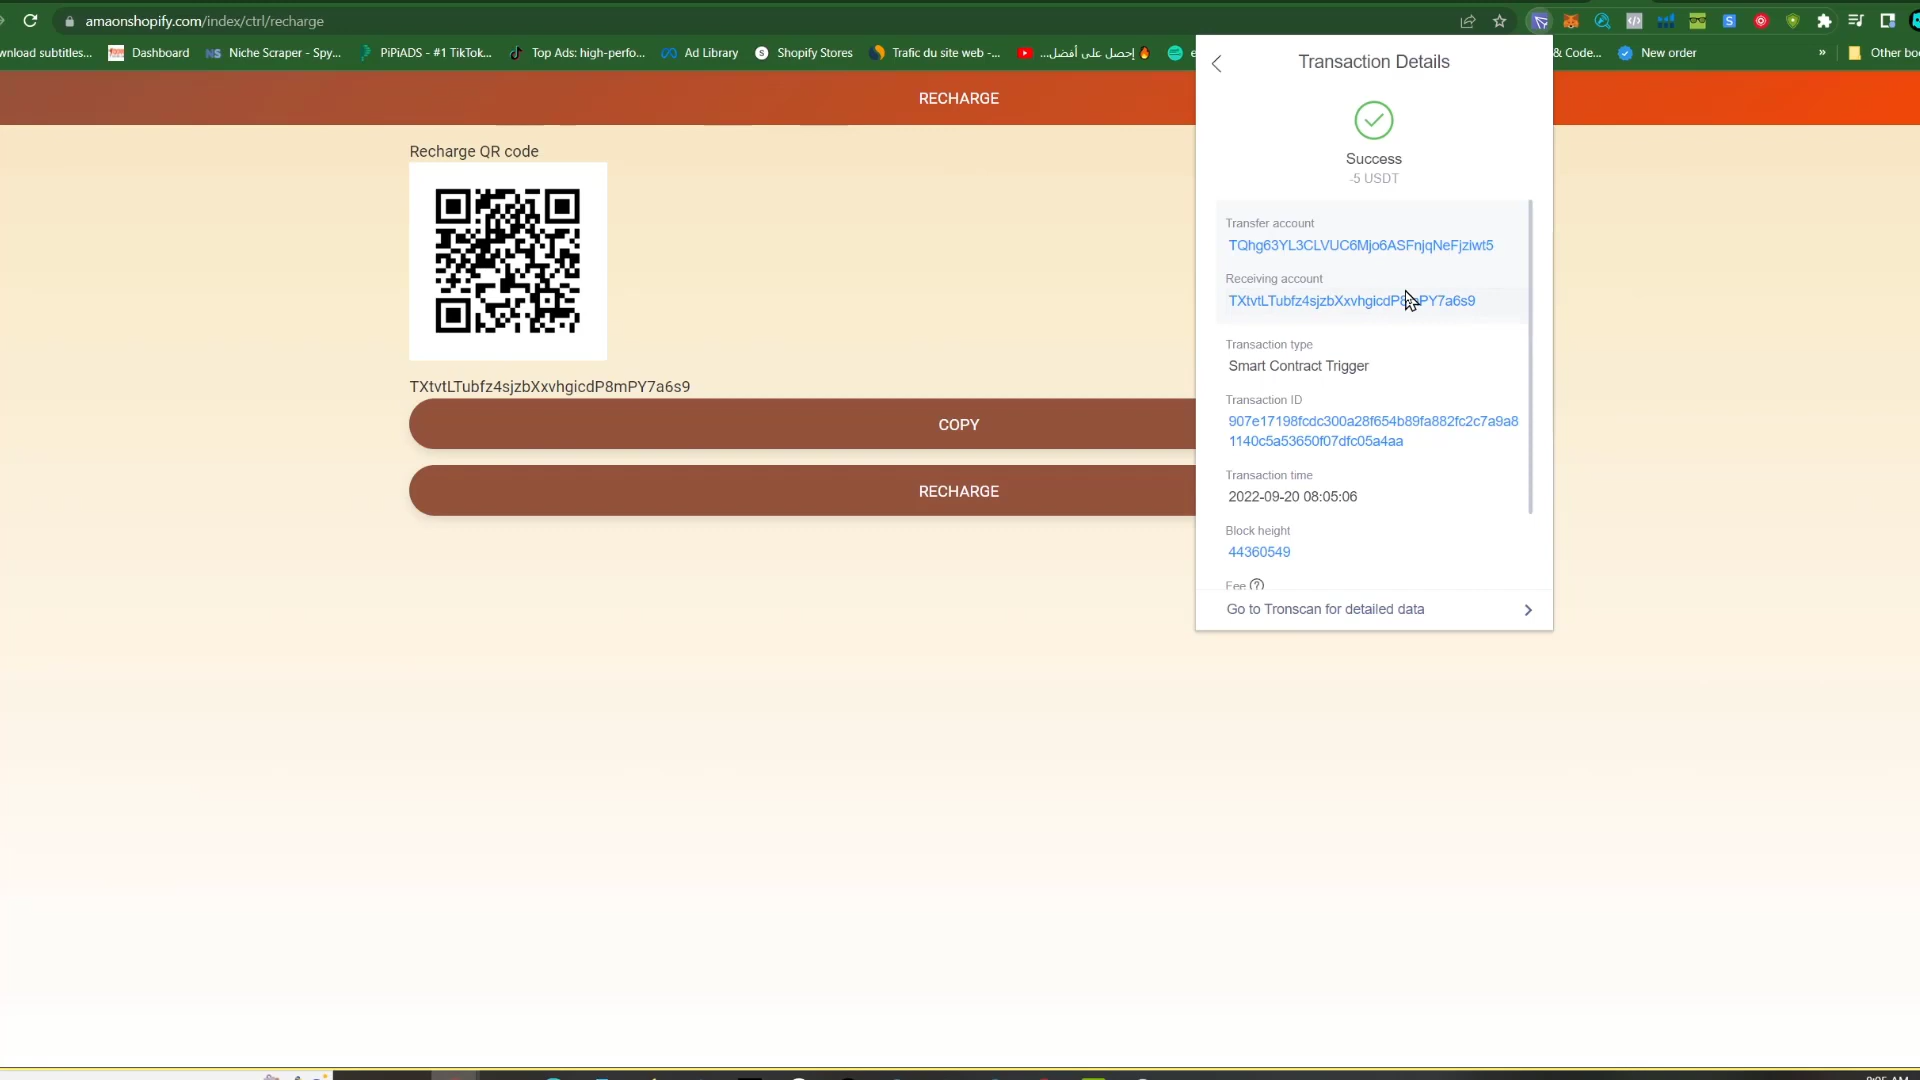 amaonshopify.com/index/ctrl/recharge
wnload subtitles...
Dashboard
NS Niche Scraper - Spy...
PiPiADS - #1 TikTok...
Top Ads: high-perfo...
Ad Library
Shopify Stores
Trafic du site web -...
إحصل على أفضل...
& Code...
New order
»
Other boo
RECHARGE
Recharge QR code
TXtvtLTubfz4sjzbXxvhgicdP8mPY7a6s9
COPY
RECHARGE
Transaction Details
Success
-5 USDT
Transfer account
TQhg63YL3CLVUC6Mjo6ASFnjqNeFjziwt5
Receiving account
TXtvtLTubfz4sjzbXxvhgicdP8mPY7a6s9
Transaction type
Smart Contract Trigger
Transaction ID
907e17198fcdc300a28f654b89fa882fc2c7a9a8
1140c5a53650f07dfc05a4aa
Transaction time
2022-09-20 08:05:06
Block height
44360549
Fee
Go to Tronscan for detailed data